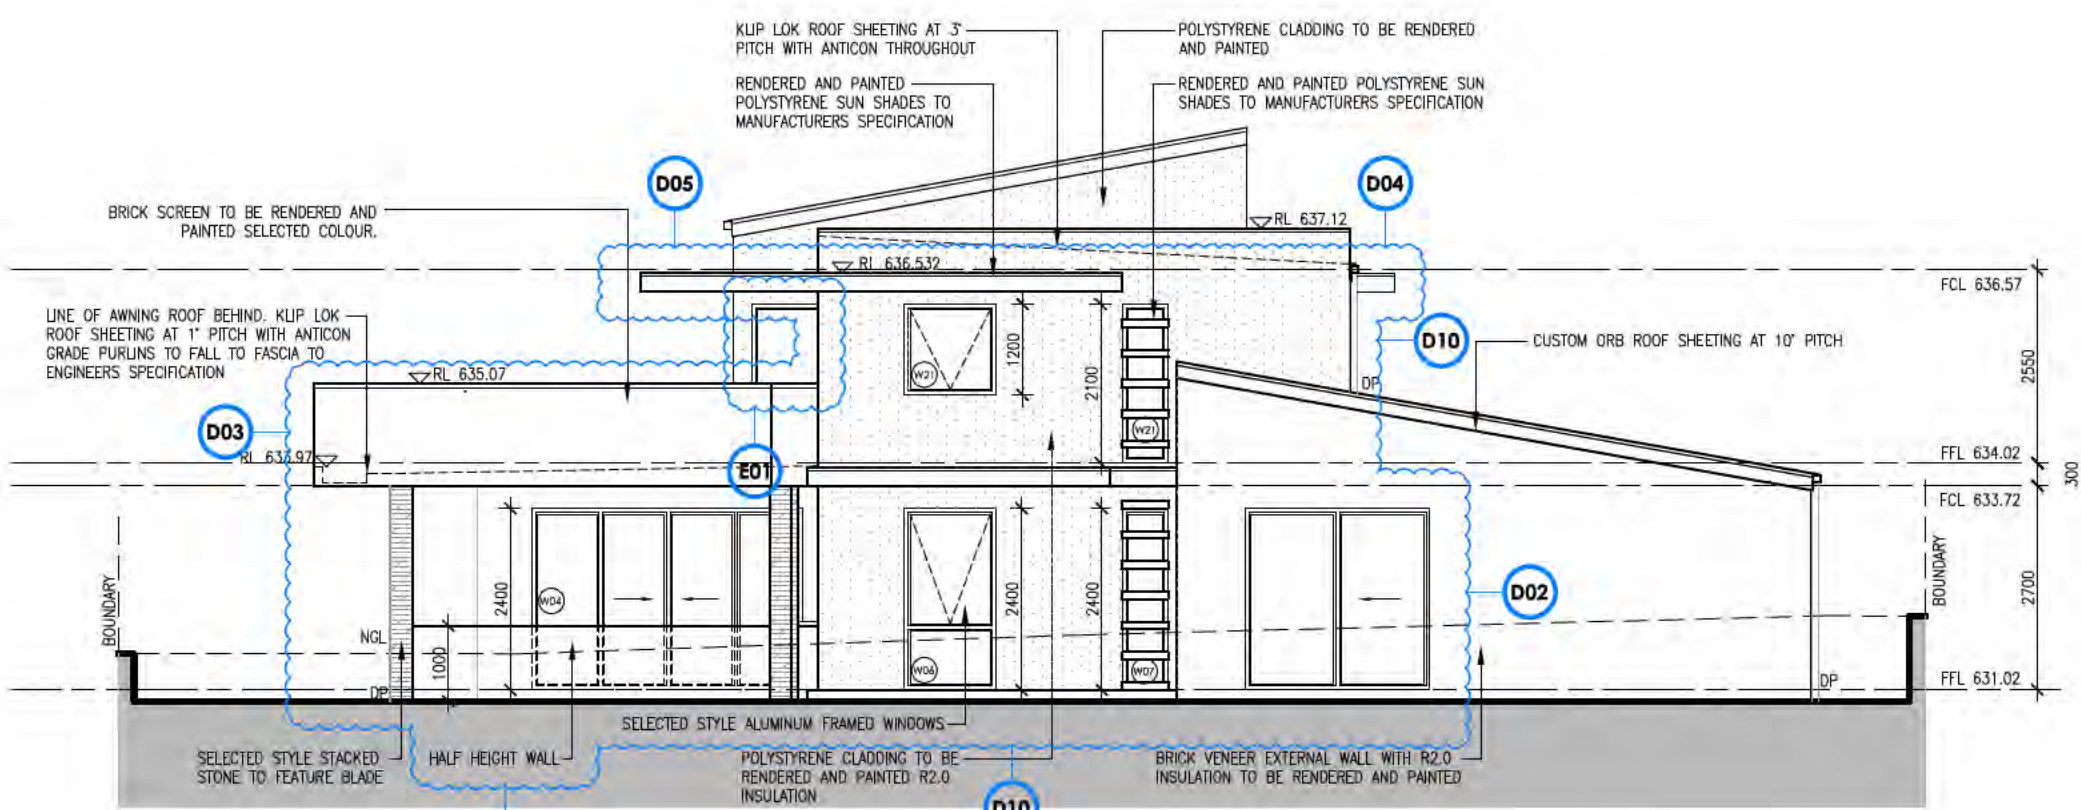 KLIP LOK ROOF SHEETING AT 3°
PITCH WITH ANTICON THROUGHOUT
POLYSTYRENE CLADDING TO BE RENDERED
AND PAINTED
RENDERED AND PAINTED
POLYSTYRENE SUN SHADES TO
MANUFACTURERS SPECIFICATION
RENDERED AND PAINTED POLYSTYRENE SUN
SHADES TO MANUFACTURERS SPECIFICATION
D05
D04
BRICK SCREEN TO BE RENDERED AND
PAINTED SELECTED COLOUR.
RL 637.12
RL 636.532
FCL 636.57
LINE OF AWNING ROOF BEHIND. KLIP LOK
ROOF SHEETING AT 1° PITCH WITH ANTICON
GRADE PURLINS TO FALL TO FASCIA TO
ENGINEERS SPECIFICATION
D10
CUSTOM ORB ROOF SHEETING AT 10° PITCH
1200
2550
RL 635.07
W21
2100
DP
D03
W21
RL 633.97
E01
FFL 634.02
300
FCL 633.72
BOUNDARY
2400
W04
2400
2400
D02
2700
BOUNDARY
NGL
1000
W06
W07
DP
DP
FFL 631.02
SELECTED STYLE ALUMINUM FRAMED WINDOWS
SELECTED STYLE STACKED
STONE TO FEATURE BLADE
HALF HEIGHT WALL
POLYSTYRENE CLADDING TO BE
RENDERED AND PAINTED R2.0
INSULATION
BRICK VENEER EXTERNAL WALL WITH R2.0
INSULATION TO BE RENDERED AND PAINTED
D10